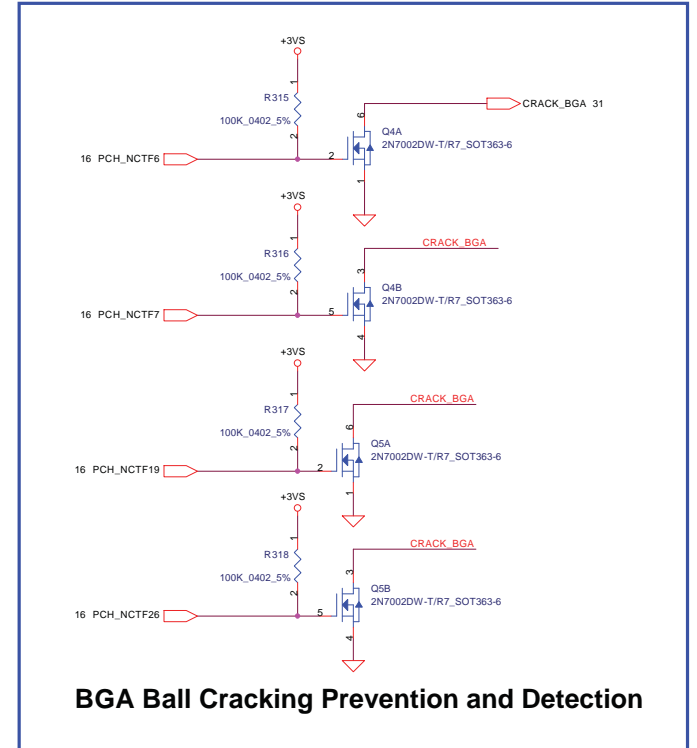 +3VS
1
R315
100K_0402_5%
2
16 PCH_NCTF6
2
6
CRACK_BGA 31
Q4A
2N7002DW-T/R7_SOT363-6
1
+3VS
1
R316
100K_0402_5%
2
16 PCH_NCTF7
5
CRACK_BGA
3
Q4B
2N7002DW-T/R7_SOT363-6
4
+3VS
1
R317
100K_0402_5%
2
16 PCH_NCTF19
2
CRACK_BGA
6
Q5A
2N7002DW-T/R7_SOT363-6
1
+3VS
1
R318
100K_0402_5%
2
16 PCH_NCTF26
5
CRACK_BGA
3
Q5B
2N7002DW-T/R7_SOT363-6
4
BGA Ball Cracking Prevention and Detection